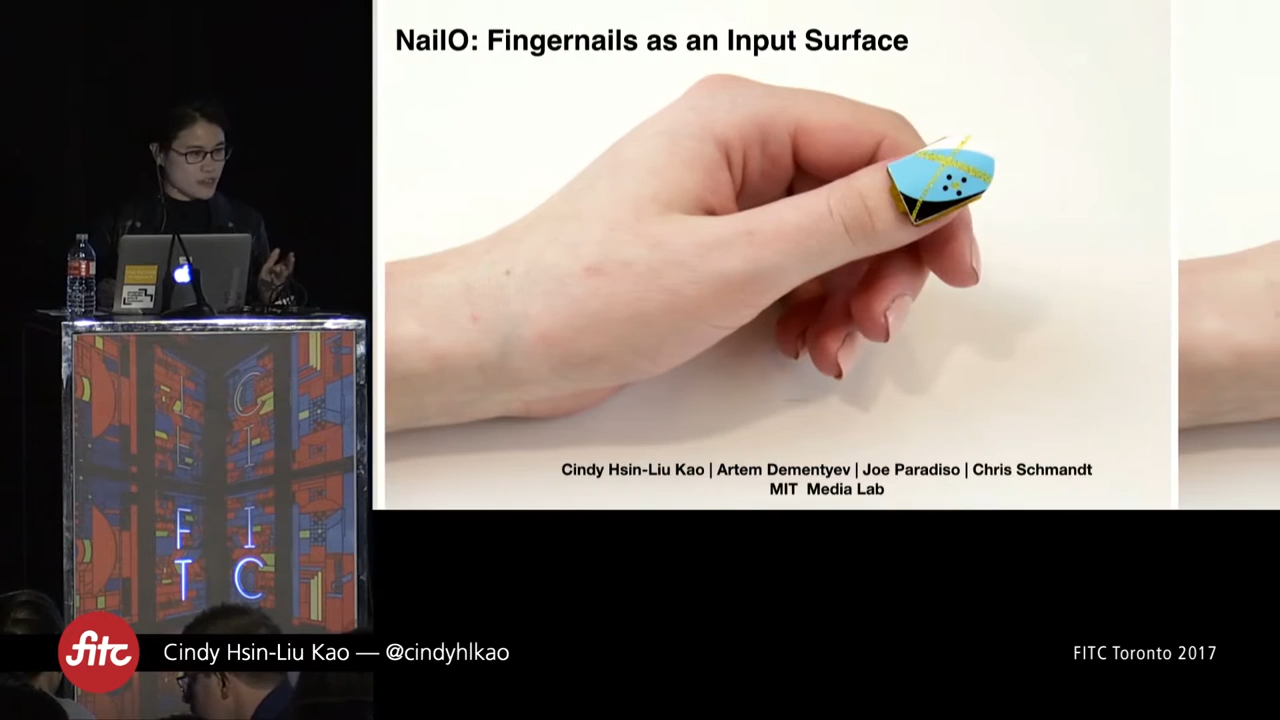 NailO: Fingernails as an Input Surface
Cindy Hsin-Liu Kao | Artem Dementyev | Joe Paradiso | Chris Schmandt
MIT Media Lab
F I
T C
fitc
Cindy Hsin-Liu Kao — @cindyhlkao
FITC Toronto 2017